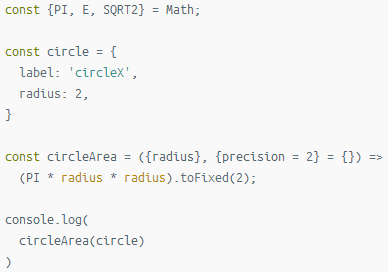 const {PI, E, SQRT2} = Math;
const circle = {
label: 'circleX',
radius: 2,
}
const circleArea = ({radius}, {precision = 2} = {}) =>
(PI * radius * radius).toFixed(2);
console.log(
circleArea(circle)
)